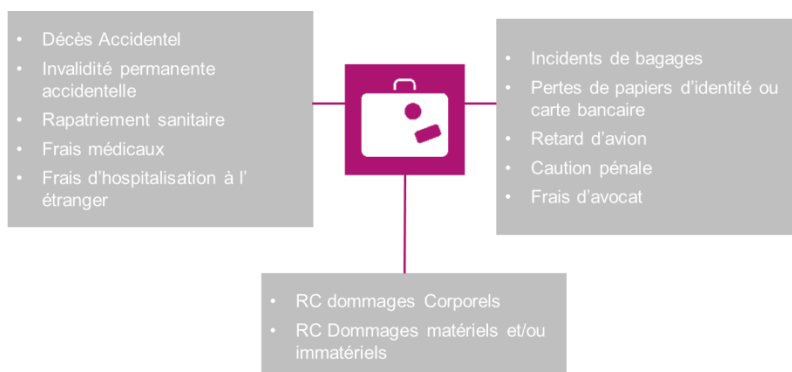 • Décès Accidentel
• Invalidité permanente
accidentelle
• Rapatriement sanitaire
• Frais médicaux
• Frais d'hospitalisation à l'
étranger
• Incidents de bagages
• Pertes de papiers d'identité ou
carte bancaire
• Retard d'avion
• Caution pénale
• Frais d'avocat
• RC dommages Corporels
• RC Dommages matériels et/ou
immatériels